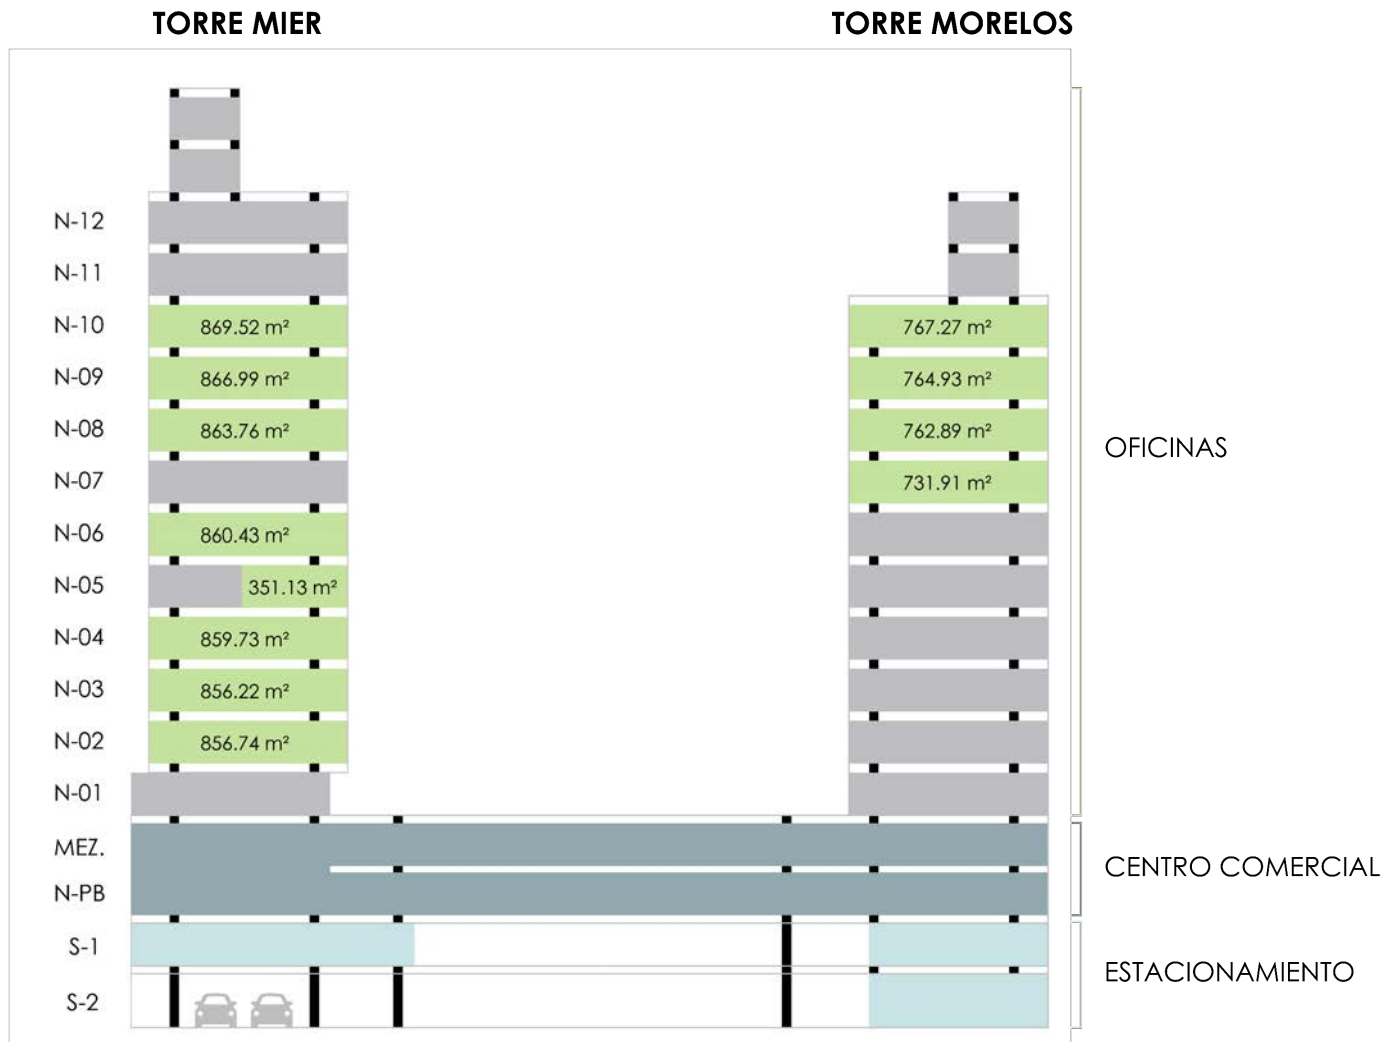 TORRE MIER TORRE MORELOS
N-12
N-11
N-10 869.52 m² 767.27 m²
N-09 866.99 m² 764.93 m²
N-08 863.76 m² 762.89 m²
OFICINAS
N-07 731.91 m²
N-06 860.43 m²
N-05 351.13 m²
N-04 859.73 m²
N-03 856.22 m²
N-02 856.74 m²
N-01
MEZ.
CENTRO COMERCIAL
N-PB
S-1
ESTACIONAMIENTO
S-2